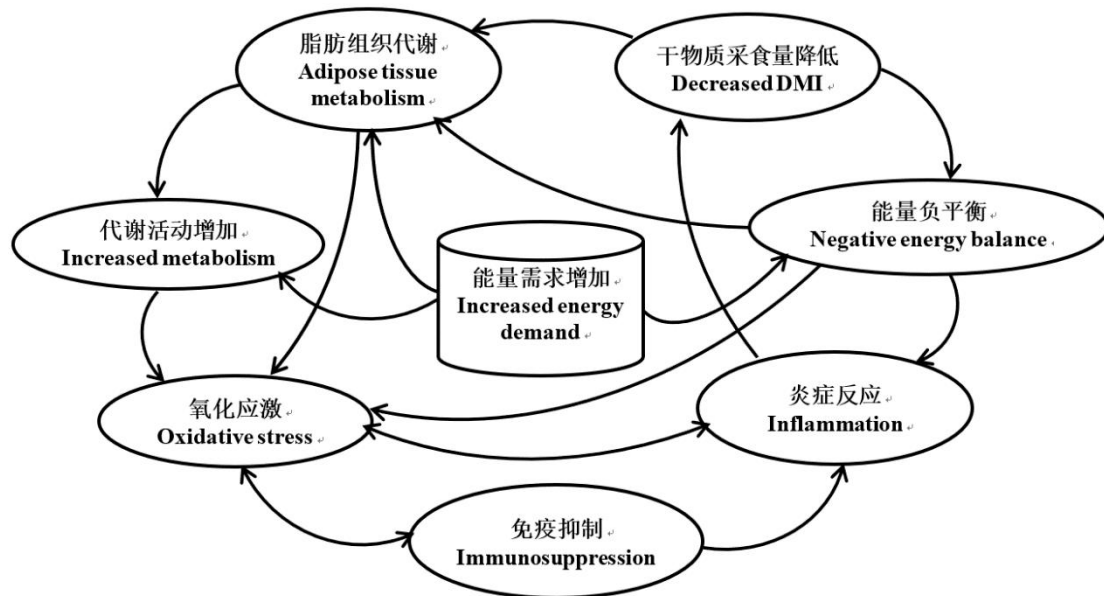 脂肪组织代谢
Adipose tissue
metabolism
干物质采食量降低
Decreased DMI
代谢活动增加
Increased metabolism
能量需求增加
Increased energy
demand
能量负平衡
Negative energy balance
氧化应激
Oxidative stress
炎症反应
Inflammation
免疫抑制
Immunosuppression